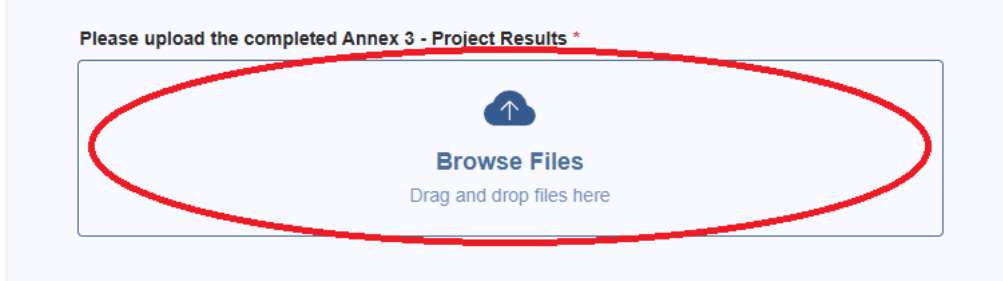 Please upload the completed Annex 3 - Project Results *
Browse Files
Drag and drop files here